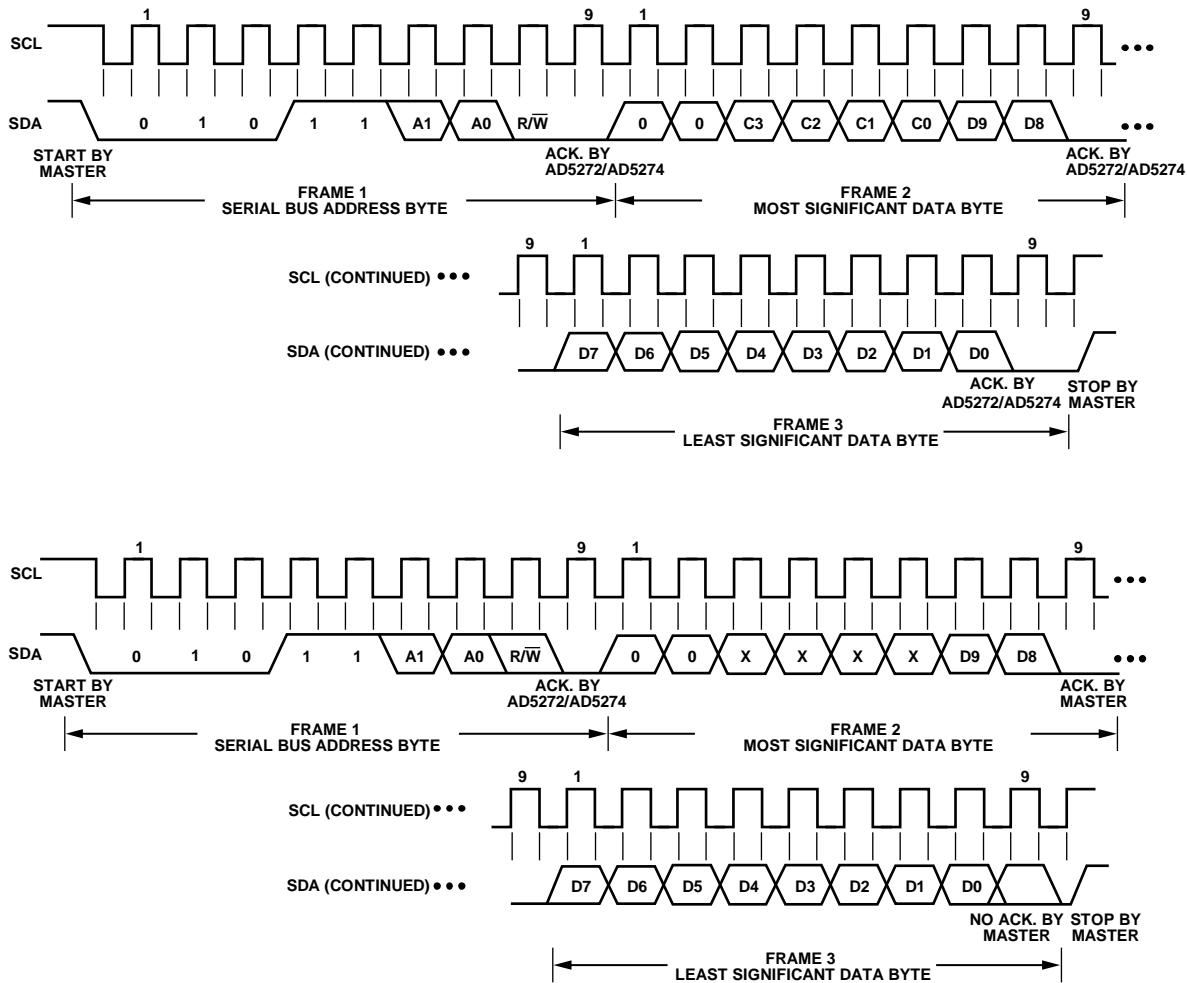 1 9 1 9
SCL
SDA 0 1 0 1 1 A1 A0 R/W̅ 0 0 C3 C2 C1 C0 D9 D8
START BY MASTER
ACK. BY AD5272/AD5274
ACK. BY AD5272/AD5274
FRAME 1
SERIAL BUS ADDRESS BYTE
FRAME 2
MOST SIGNIFICANT DATA BYTE
9 1 9
SCL (CONTINUED)
SDA (CONTINUED) D7 D6 D5 D4 D3 D2 D1 D0
ACK. BY AD5272/AD5274
STOP BY MASTER
FRAME 3
LEAST SIGNIFICANT DATA BYTE
1 9 1 9
SCL
SDA 0 1 0 1 1 A1 A0 R/W̅ 0 0 X X X X D9 D8
START BY MASTER
ACK. BY AD5272/AD5274
ACK. BY MASTER
FRAME 1
SERIAL BUS ADDRESS BYTE
FRAME 2
MOST SIGNIFICANT DATA BYTE
9 1 9
SCL (CONTINUED)
SDA (CONTINUED) D7 D6 D5 D4 D3 D2 D1 D0
NO ACK. BY MASTER
STOP BY MASTER
FRAME 3
LEAST SIGNIFICANT DATA BYTE